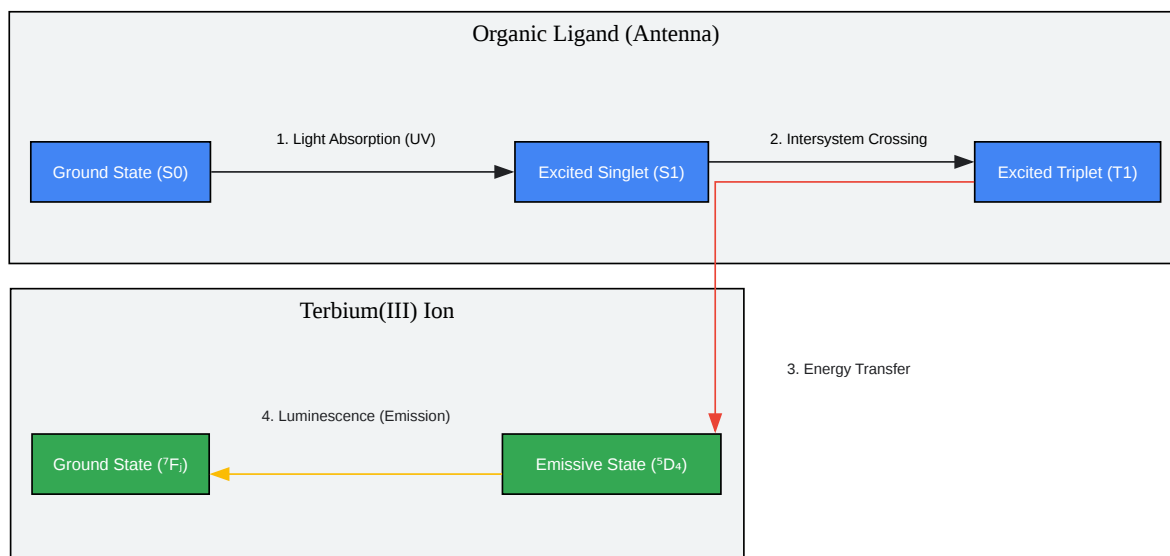 Organic Ligand (Antenna)
1. Light Absorption (UV)
2. Intersystem Crossing
Ground State (S0)
Excited Singlet (S1)
Excited Triplet (T1)
Terbium(III) Ion
3. Energy Transfer
4. Luminescence (Emission)
Ground State (⁷Fⱼ)
Emissive State (⁵D₄)